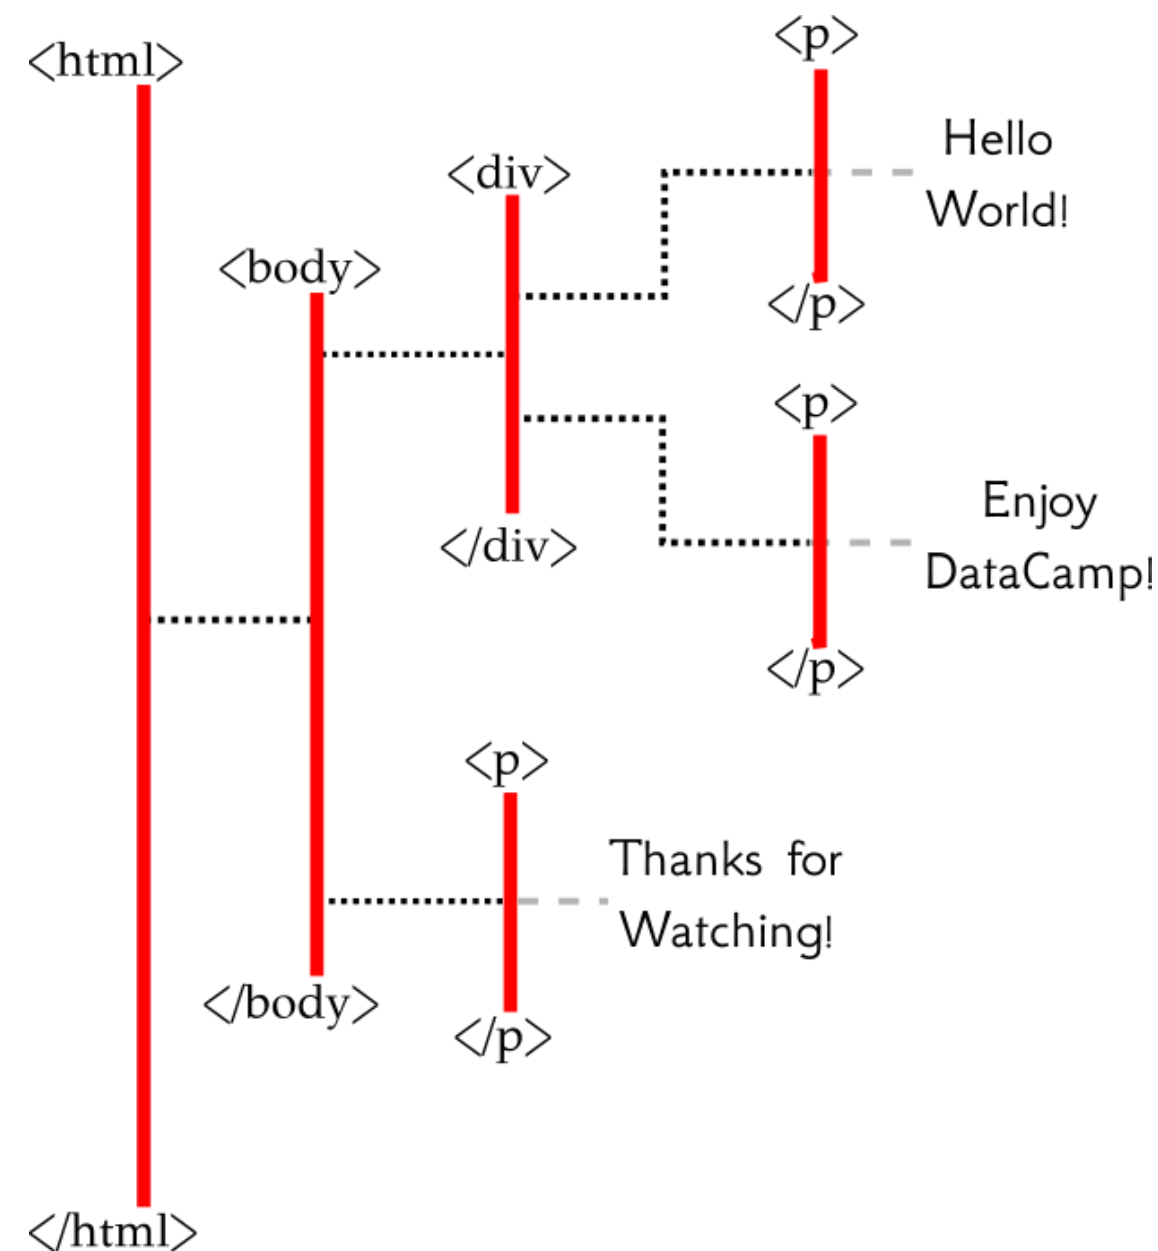 <html>
<body>
<div>
<p>
Hello
World!
</p>
<p>
Enjoy
DataCamp!
</p>
</div>
<p>
Thanks for
Watching!
</p>
</body>
</html>